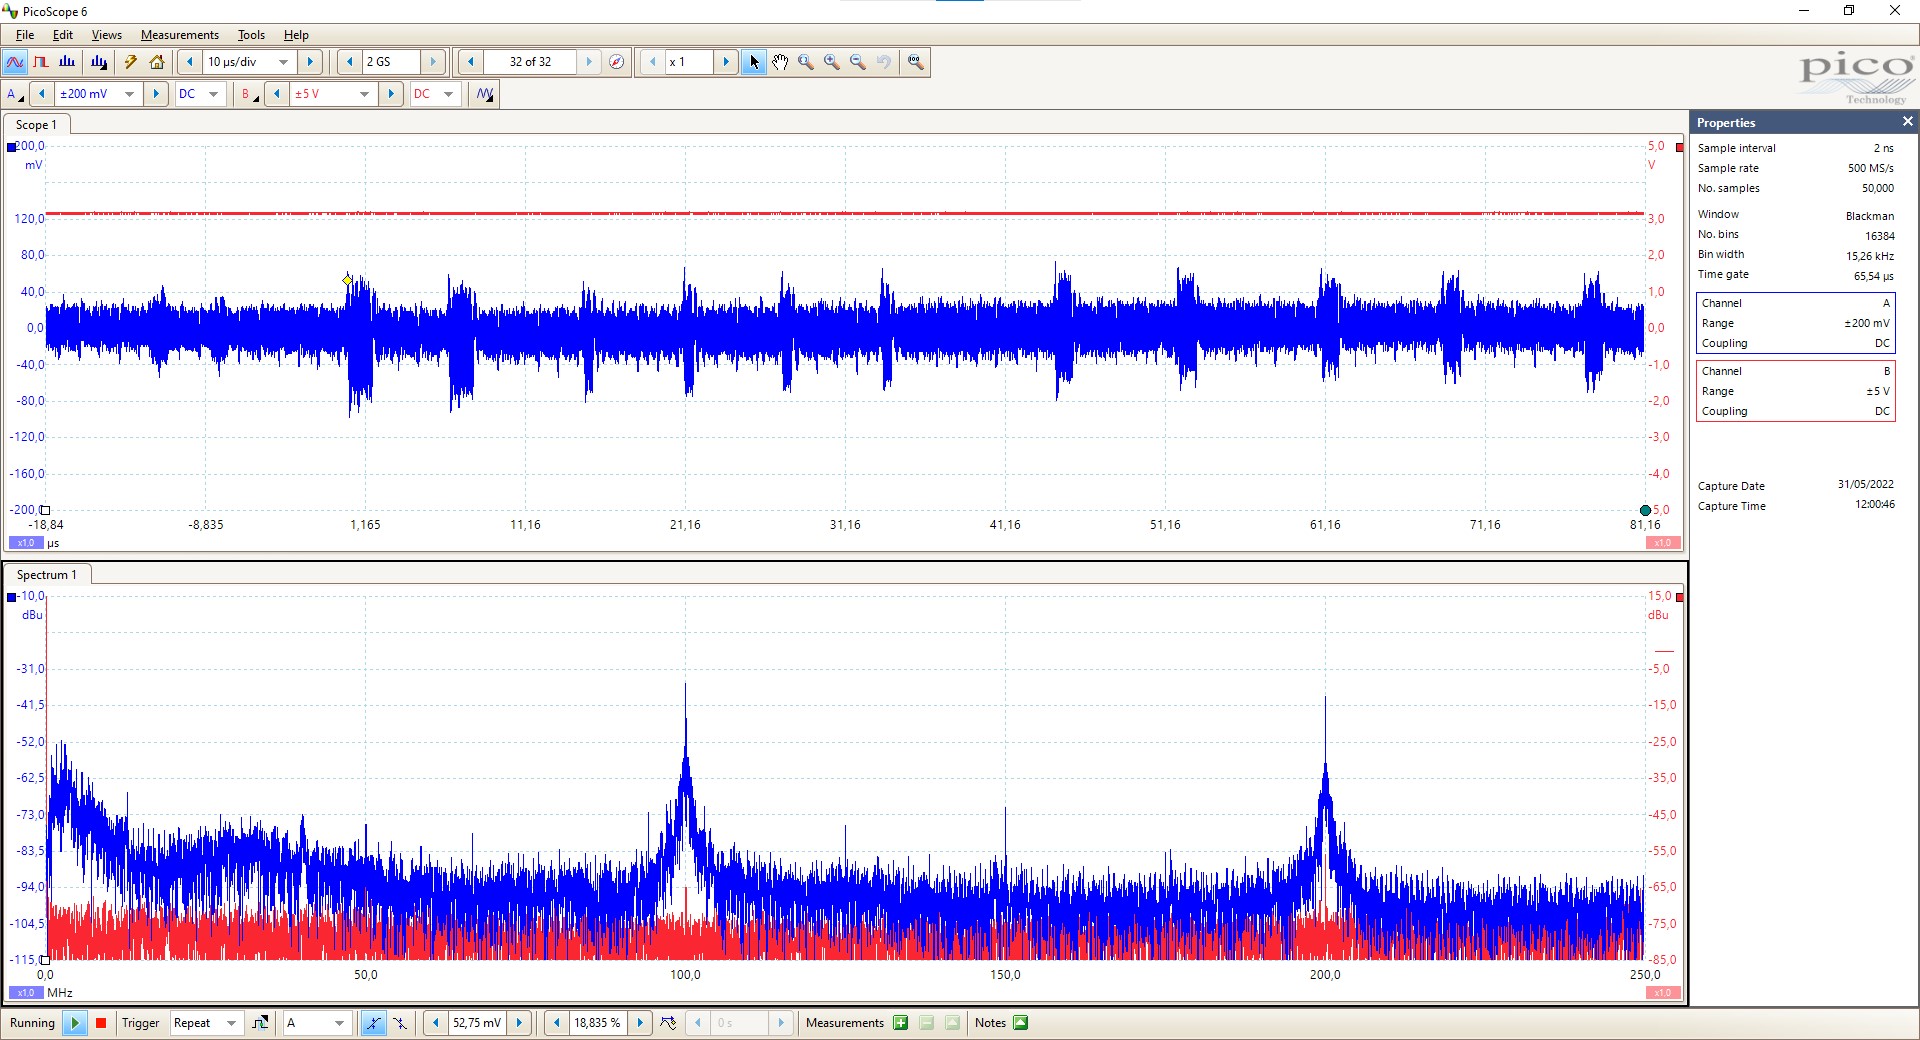 PicoScope 6
File Edit Views Measurements Tools Help
10 µs/div 2 GS 32 of 32 x 1
A ±200 mV DC B ±5 V DC
pico
Technology
Scope 1
200,0
mV
120,0
80,0
40,0
0,0
-40,0
-80,0
-120,0
-160,0
-200,0
5,0
V
3,0
2,0
1,0
0,0
-1,0
-2,0
-3,0
-4,0
-5,0
-18,84 -8,835 1,165 11,16 21,16 31,16 41,16 51,16 61,16 71,16 81,16
x1,0 µs x1,0
Spectrum 1
-10,0
dBu
-31,0
-41,5
-52,0
-62,5
-73,0
-83,5
-94,0
-104,5
-115,0
15,0
dBu
-5,0
-15,0
-25,0
-35,0
-45,0
-55,0
-65,0
-75,0
-85,0
0,0 50,0 100,0 150,0 200,0 250,0
x1,0 MHz x1,0
Properties
Sample interval 2 ns
Sample rate 500 MS/s
No. samples 50,000
Window Blackman
No. bins 16384
Bin width 15,26 kHz
Time gate 65,54 µs
Channel A
Range ±200 mV
Coupling DC
Channel B
Range ±5 V
Coupling DC
Capture Date 31/05/2022
Capture Time 12:00:46
Running Trigger Repeat A 52,75 mV 18,835 % 0 s Measurements Notes